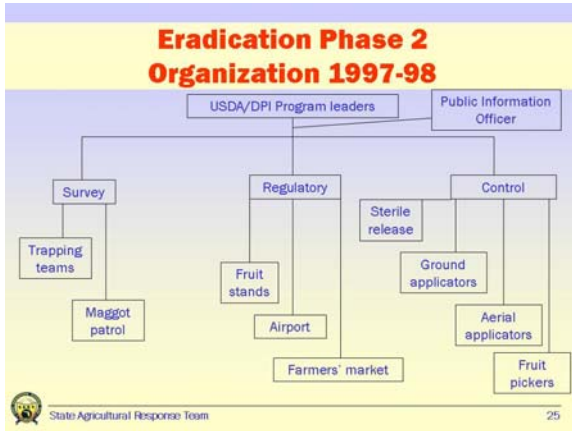 Eradication Phase 2
Organization 1997-98
USDA/DPI Program leaders
Public Information
Officer
Survey
Regulatory
Control
Sterile
release
Trapping
teams
Ground
applicators
Fruit
stands
Maggot
patrol
Airport
Aerial
applicators
Farmers' market
Fruit
pickers
State Agricultural Response Team
25